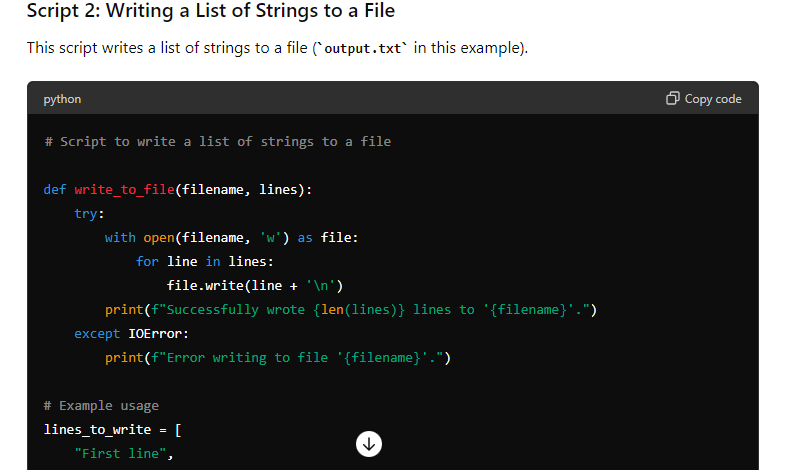 Script 2: Writing a List of Strings to a File
This script writes a list of strings to a file (`output.txt` in this example).
python
Copy code
# Script to write a list of strings to a file
def write_to_file(filename, lines):
    try:
        with open(filename, 'w') as file:
            for line in lines:
                file.write(line + '\n')
        print(f"Successfully wrote {len(lines)} lines to '{filename}'.")
    except IOError:
        print(f"Error writing to file '{filename}'.")
# Example usage
lines_to_write = [
    "First line",